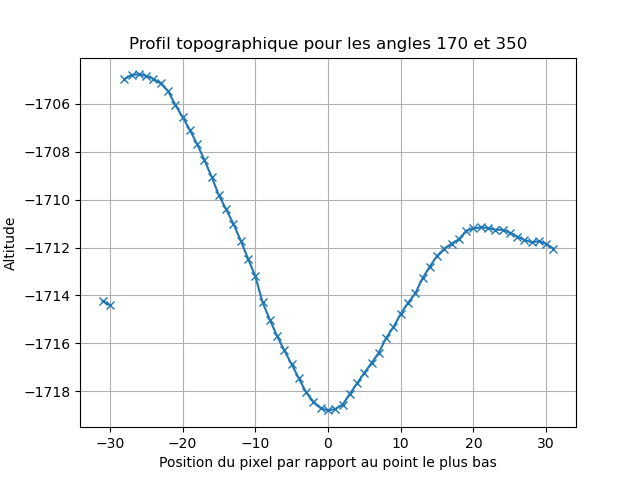 Profil topographique pour les angles 170 et 350
Altitude
−1706
−1708
−1710
−1712
−1714
−1716
−1718
−30 −20 −10 0 10 20 30
Position du pixel par rapport au point le plus bas